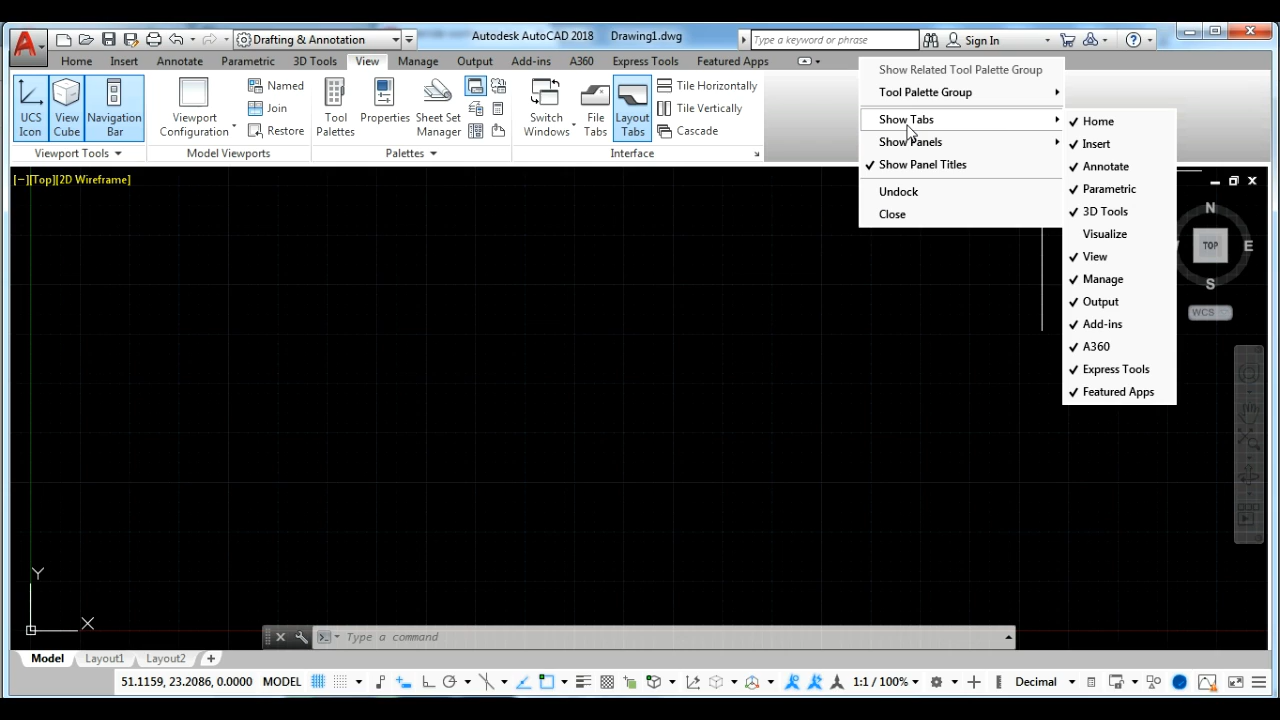 Drafting & Annotation
Autodesk AutoCAD 2018 Drawing1.dwg
Type a keyword or phrase
Sign In
Home Insert Annotate Parametric 3D Tools View Manage Output Add-ins A360 Express Tools Featured Apps
UCS Icon
View Cube
Navigation Bar
Viewport Tools
Viewport Configuration
Named
Join
Restore
Model Viewports
Tool Palettes
Properties
Sheet Set Manager
Palettes
Switch Windows
File Tabs
Layout Tabs
Tile Horizontally
Tile Vertically
Cascade
Interface
Show Related Tool Palette Group
Tool Palette Group
Show Tabs
Show Panels
Show Panel Titles
Undock
Close
Home
Insert
Annotate
Parametric
3D Tools
Visualize
View
Manage
Output
Add-ins
A360
Express Tools
Featured Apps
[−][Top][2D Wireframe]
N
TOP
E
S
WCS
Y
X
Type a command
Model Layout1 Layout2 +
51.1159, 23.2086, 0.0000 MODEL 1:1 / 100% Decimal